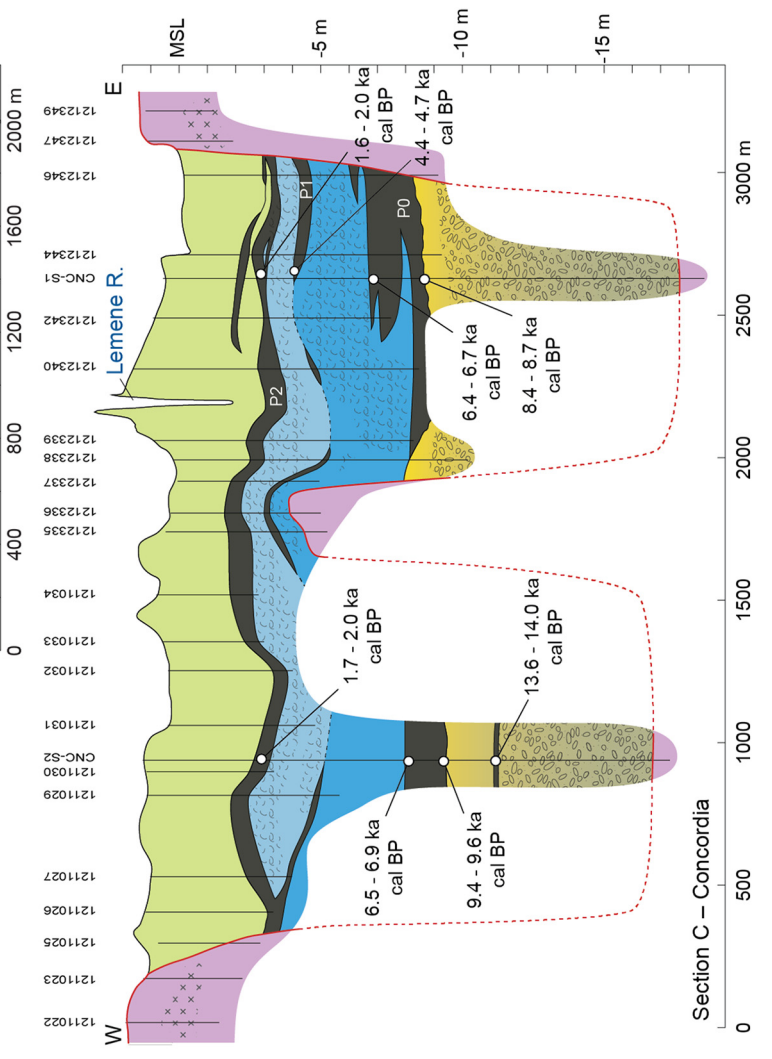 0 400 800 1200 1600 2000 m
W E
1211022 1211023 1211025 1211026 1211027 1211029 1211030 CNC-S2 1211031 1211032 1211033 1211034 1212335 1212336 1212337 1212338 1212339 1212340 1212342 CNC-S1 1212344 1212346 1212347 1212349
Lemene R.
MSL
-5 m
-10 m
-15 m
P2
P1
P0
1.7 - 2.0 ka
cal BP
1.6 - 2.0 ka
cal BP
4.4 - 4.7 ka
cal BP
6.5 - 6.9 ka
cal BP
6.4 - 6.7 ka
cal BP
8.4 - 8.7 ka
cal BP
9.4 - 9.6 ka
cal BP
13.6 - 14.0 ka
cal BP
Section C – Concordia
0 500 1000 1500 2000 2500 3000 m